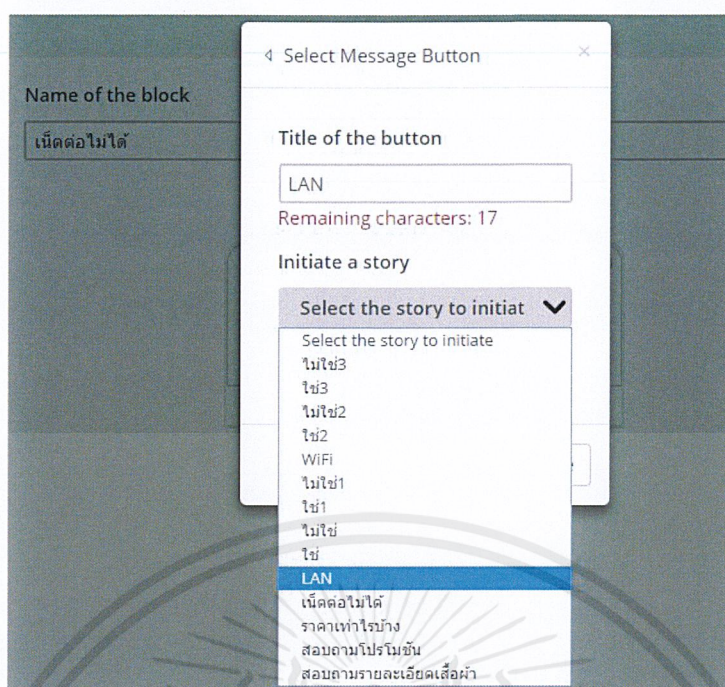 Select Message Button
Name of the block
เน็ตต่อไม่ได้
Title of the button
LAN
Remaining characters: 17
Initiate a story
Select the story to initiat
Select the story to initiate
ไม่ใช่3
ใช่3
ไม่ใช่2
ใช่2
WiFi
ไม่ใช่1
ใช่1
ไม่ใช่
ใช่
LAN
เน็ตต่อไม่ได้
ราคาเท่าไรบ้าง
สอบถามโปรโมชั่น
สอบถามรายละเอียดเสื้อผ้า